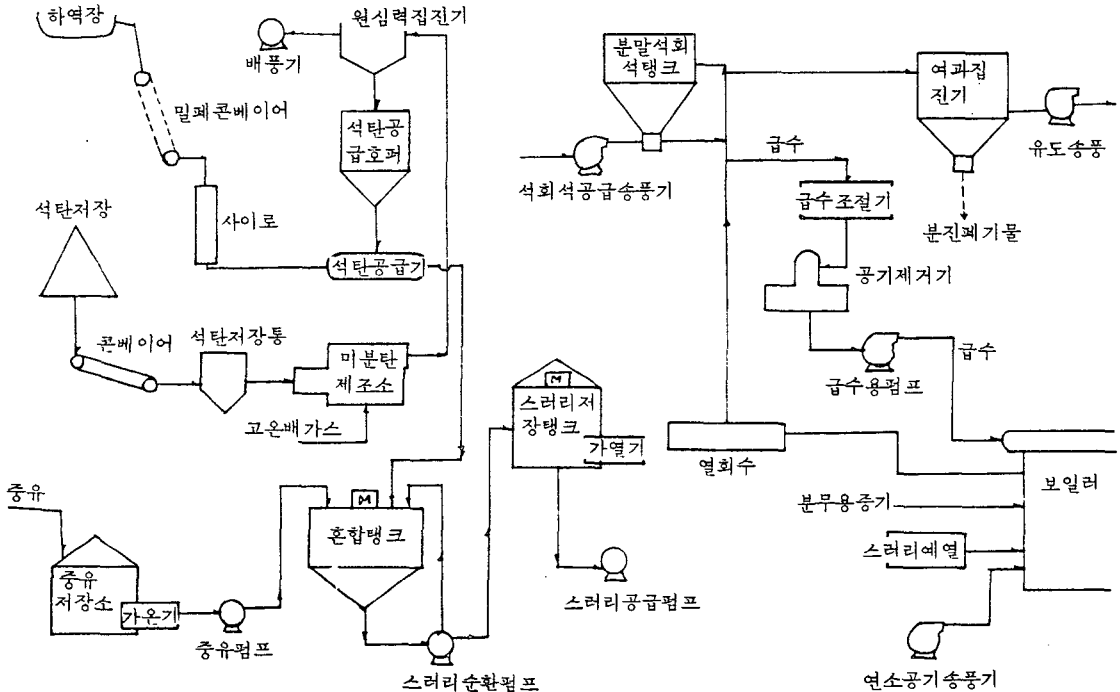 하역장
원심력집진기
배풍기
밀폐콘베이어
석탄공
급호퍼
사이로
석탄저장
석탄공급기
콘베이어
석탄저장통
미분탄
제조소
고온배가스
중유
중유
저장소
가온기
중유펌프
혼합탱크
M
스러리순환펌프
M
스러리저
장탱크
가열기
스러리공급펌프
분말석회
석탱크
석회석공급송풍기
여과집
진기
유도송풍
분진폐기물
급수
급수조절기
공기제거기
급수용펌프
급수
열회수
보일러
분무용증기
스러리예열
연소공기송풍기